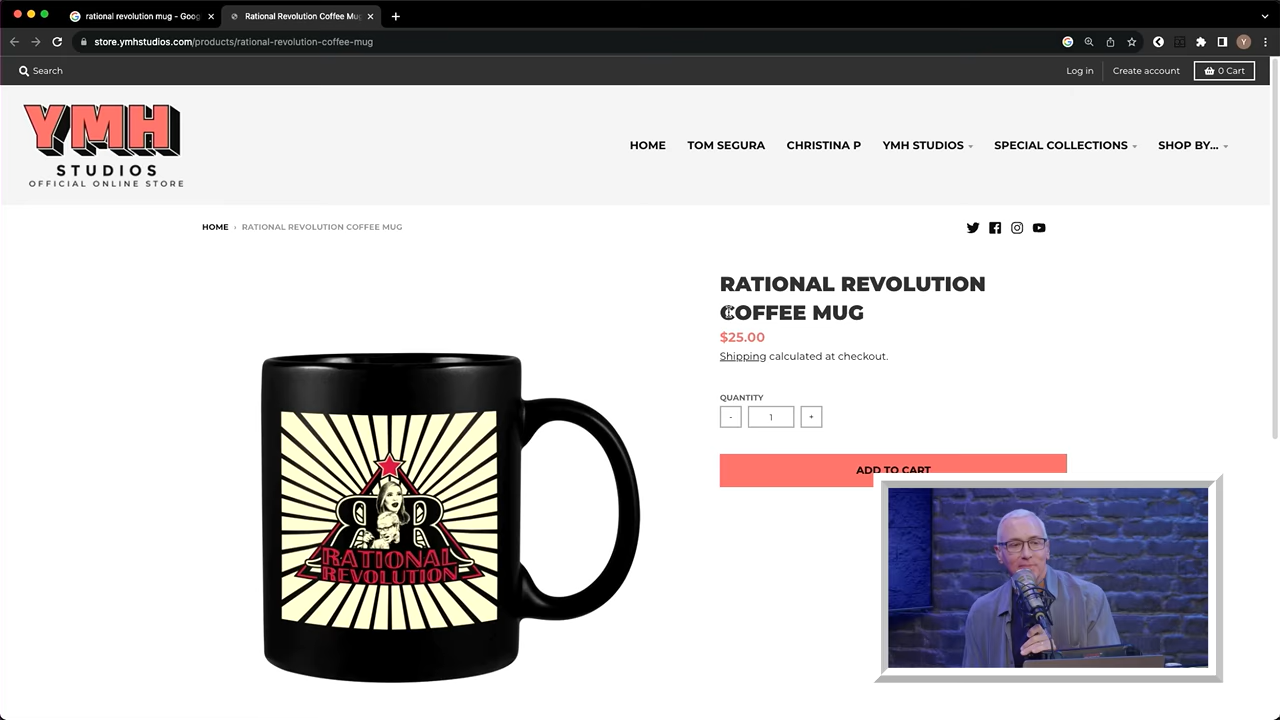 rational revolution mug - Goog
Rational Revolution Coffee Mug
store.ymhstudios.com/products/rational-revolution-coffee-mug
Search
Log in
Create account
0 Cart
YMH
STUDIOS
OFFICIAL ONLINE STORE
HOME
TOM SEGURA
CHRISTINA P
YMH STUDIOS
SPECIAL COLLECTIONS
SHOP BY...
HOME › RATIONAL REVOLUTION COFFEE MUG
RATIONAL REVOLUTION
COFFEE MUG
$25.00
Shipping calculated at checkout.
QUANTITY
- 1 +
ADD TO CART
RR
RATIONAL
REVOLUTION